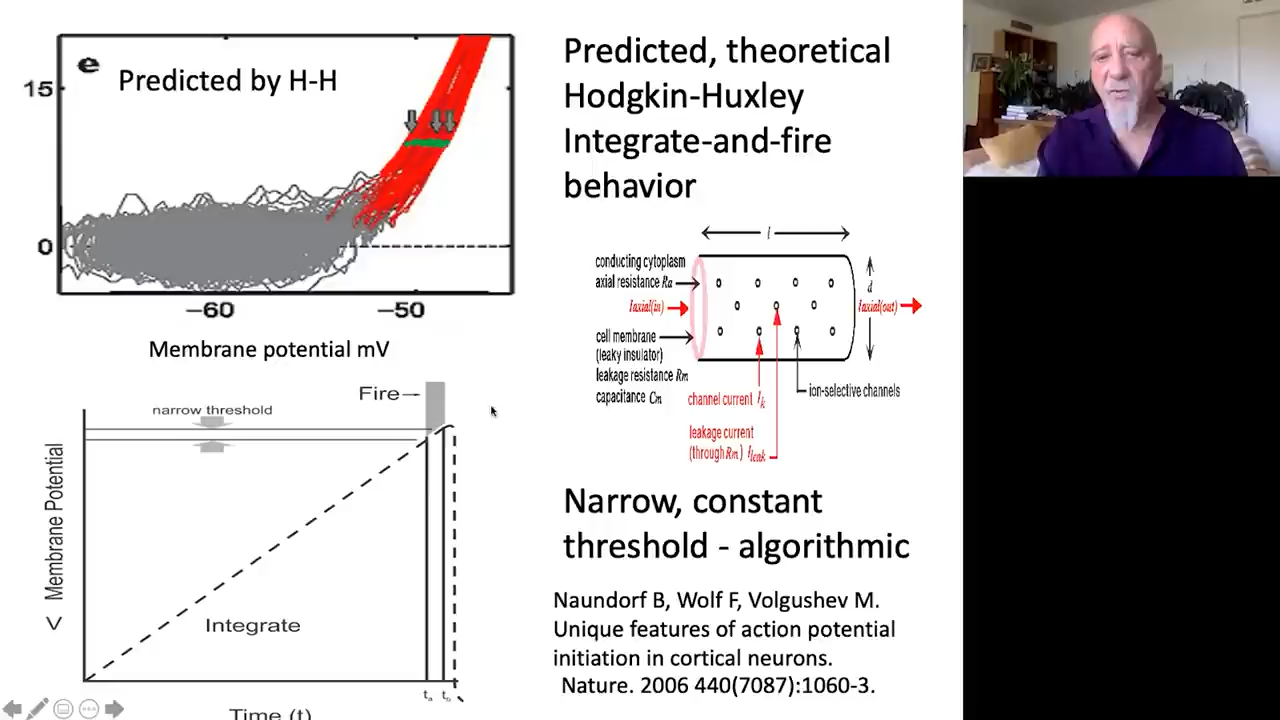 e
Predicted by H-H
15
0
−60
−50
Membrane potential mV
Fire
narrow threshold
< Membrane Potential
Integrate
ta
tb
Time (t)
Predicted, theoretical
Hodgkin-Huxley
Integrate-and-fire
behavior
l
conducting cytoplasm
axial resistance Ra
Iaxial(in)
d
Iaxial(out)
cell membrane
(leaky insulator)
leakage resistance Rm
capacitance Cm
channel current Ik
ion-selective channels
leakage current
(through Rm) Ileak
Narrow, constant
threshold - algorithmic
Naundorf B, Wolf F, Volgushev M.
Unique features of action potential
initiation in cortical neurons.
Nature. 2006 440(7087):1060-3.